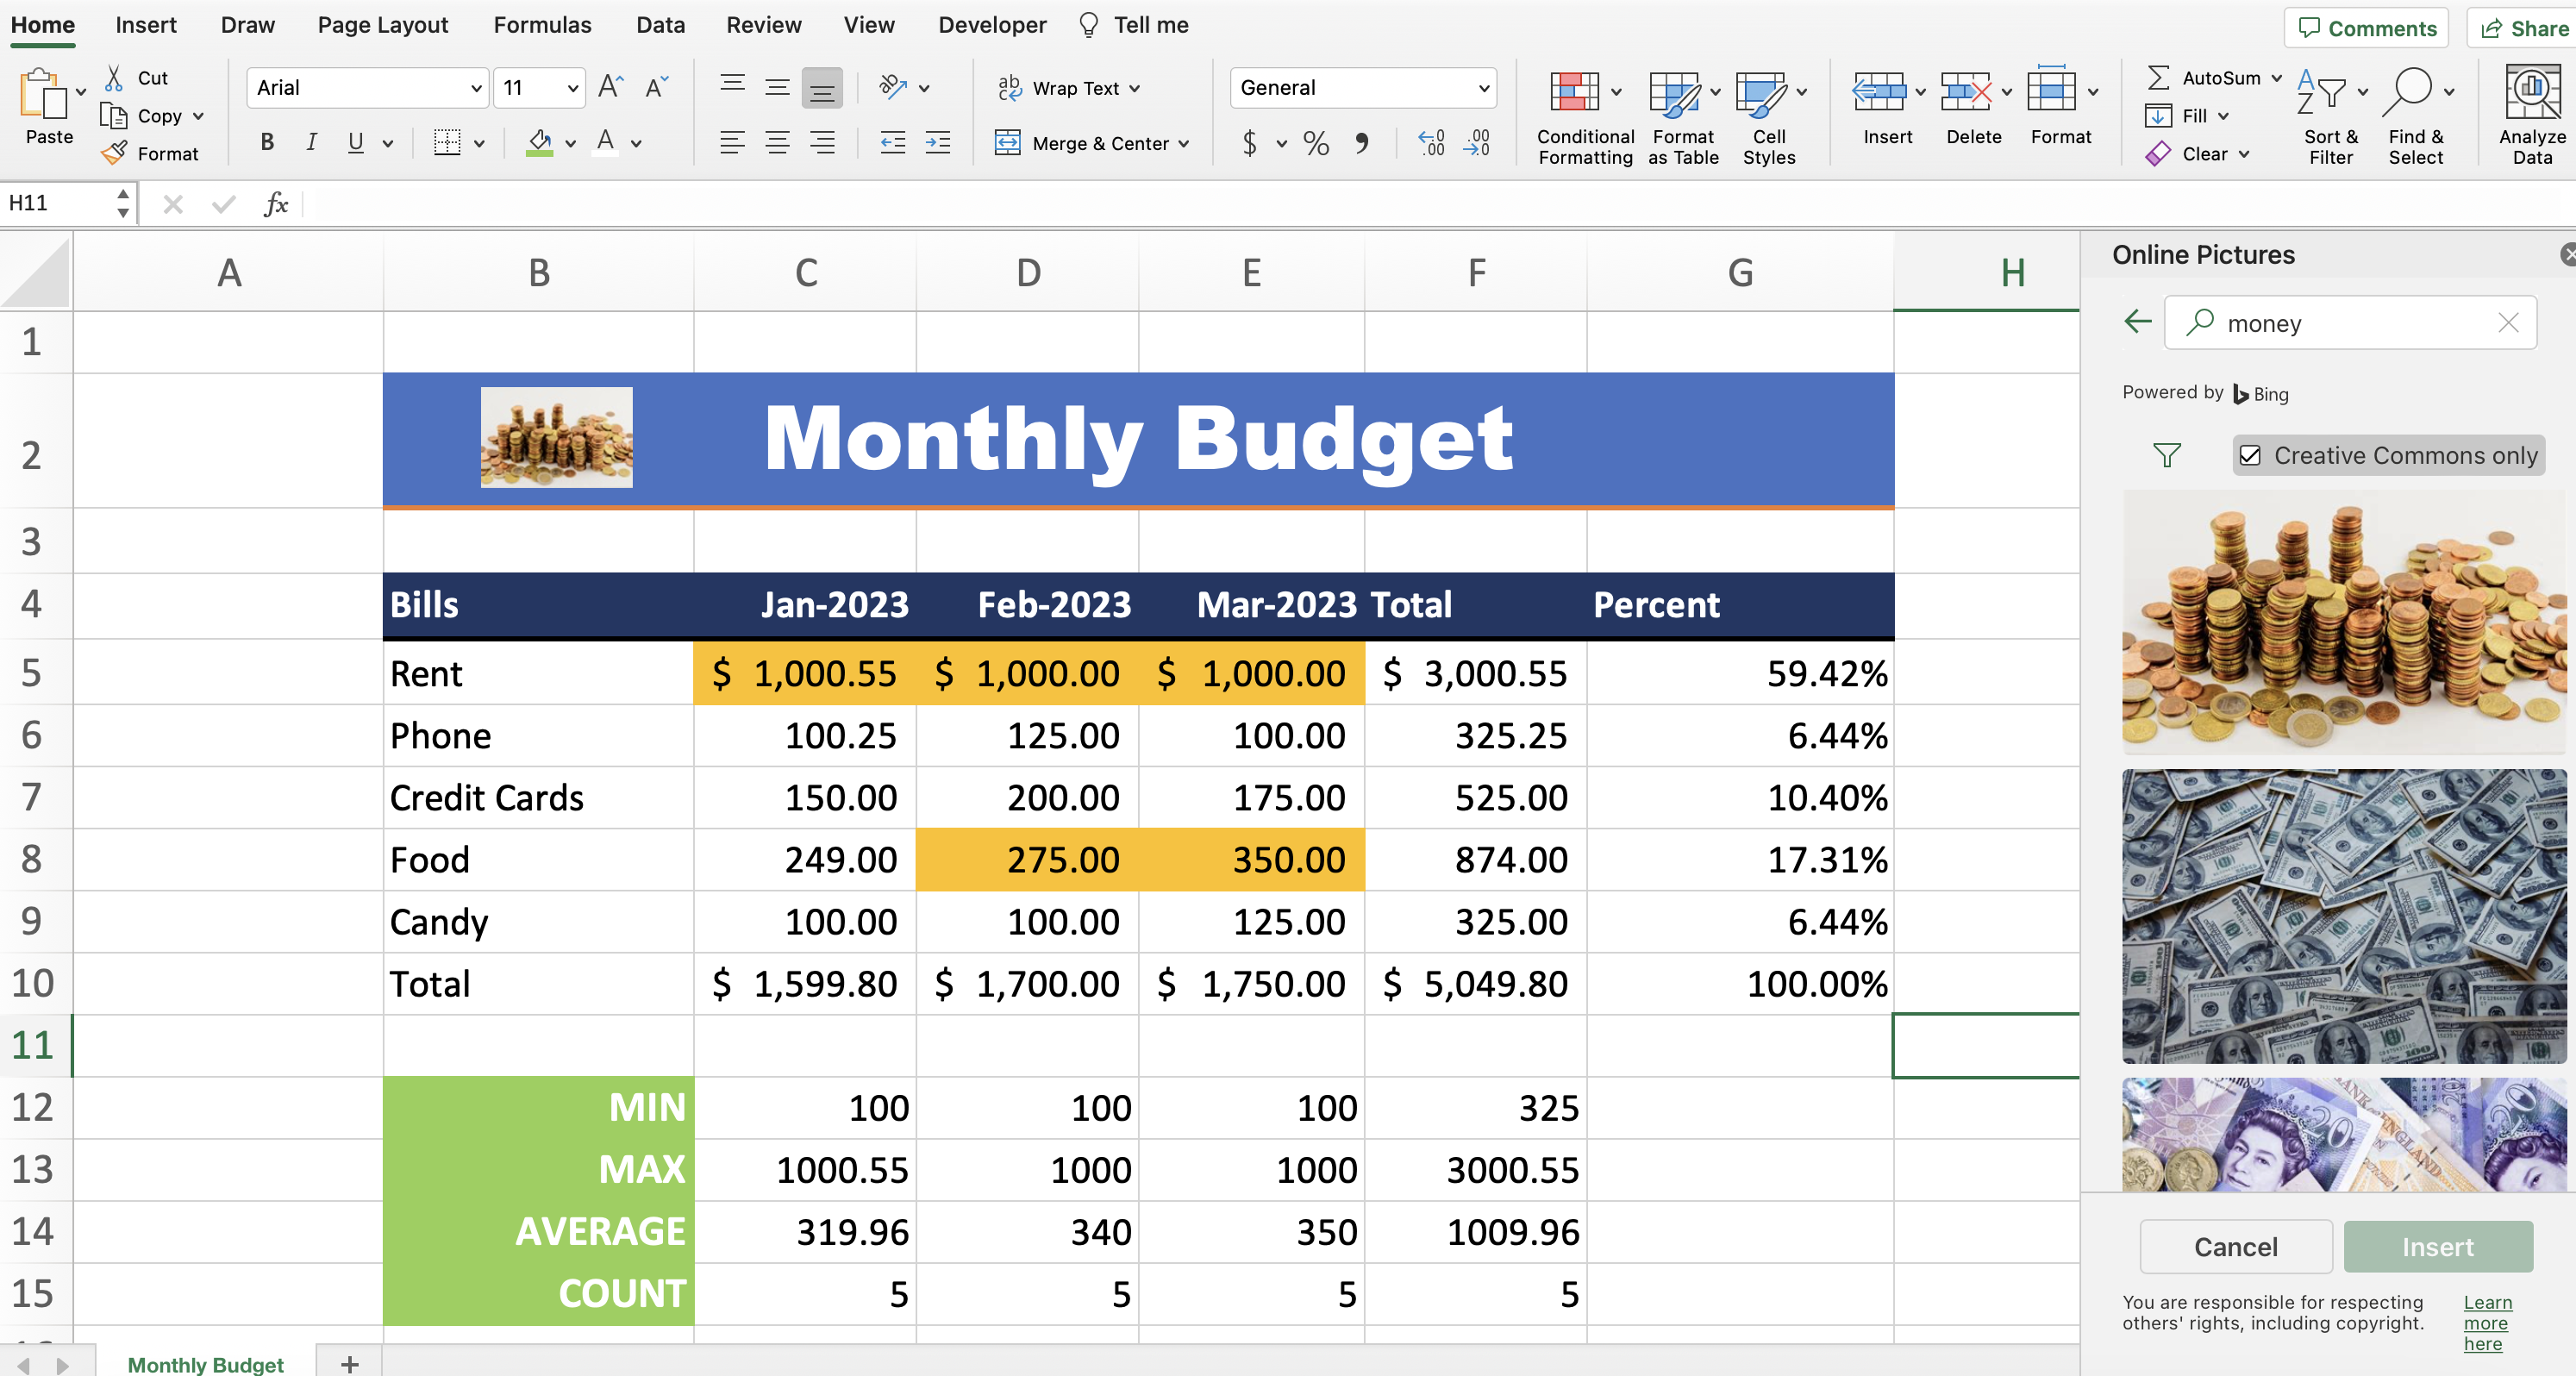 Home Insert Draw Page Layout Formulas Data Review View Developer Tell me Comments Share
Paste
Cut
Copy
Format
Arial 11 A A
B I U A
ab
Wrap Text
ab
c
Merge & Center
General
$ % , .0 .00 .00 .0
Conditional
Formatting
Format
as Table
Cell
Styles
Insert
Delete
Format
AutoSum
Fill
Clear
A
Z
Sort &
Filter
Find &
Select
Analyze
Data
H11 fx
A B C D E F G H
1
2 Monthly Budget
3
4 Bills Jan-2023 Feb-2023 Mar-2023 Total Percent
5 Rent $ 1,000.55 $ 1,000.00 $ 1,000.00 $ 3,000.55 59.42%
6 Phone 100.25 125.00 100.00 325.25 6.44%
7 Credit Cards 150.00 200.00 175.00 525.00 10.40%
8 Food 249.00 275.00 350.00 874.00 17.31%
9 Candy 100.00 100.00 125.00 325.00 6.44%
10 Total $ 1,599.80 $ 1,700.00 $ 1,750.00 $ 5,049.80 100.00%
11
12 MIN 100 100 100 325
13 MAX 1000.55 1000 1000 3000.55
14 AVERAGE 319.96 340 350 1009.96
15 COUNT 5 5 5 5
Monthly Budget +
Online Pictures
money
Powered by Bing
Creative Commons only
Cancel Insert
You are responsible for respecting
others' rights, including copyright.
Learn
more
here